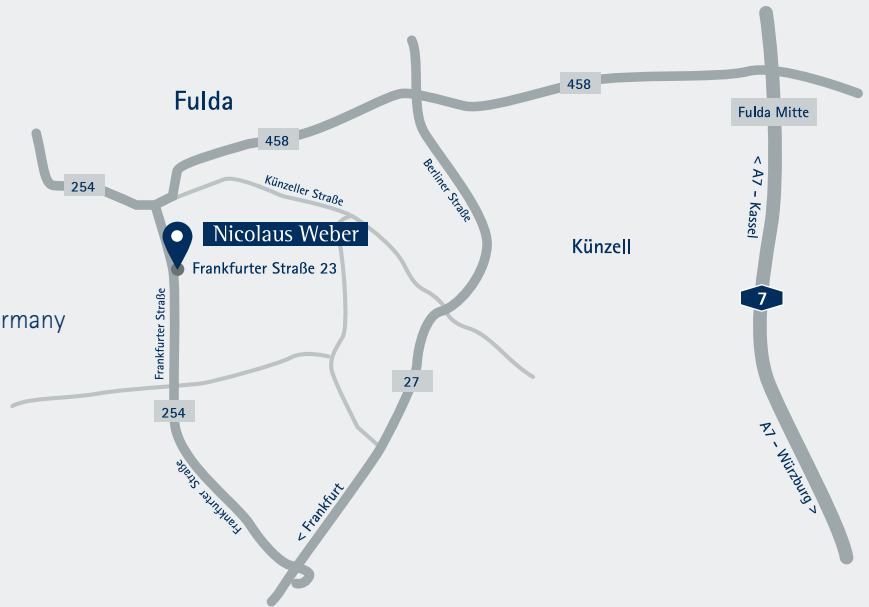 458
Fulda
458
Fulda Mitte
254
Künzeller Straße
Berliner Straße
< A7 - Kassel
Nicolaus Weber
Künzell
Frankfurter Straße 23
7
rmany
Frankfurter Straße
27
254
A7 - Würzburg >
Frankfurter Straße
< Frankfurt